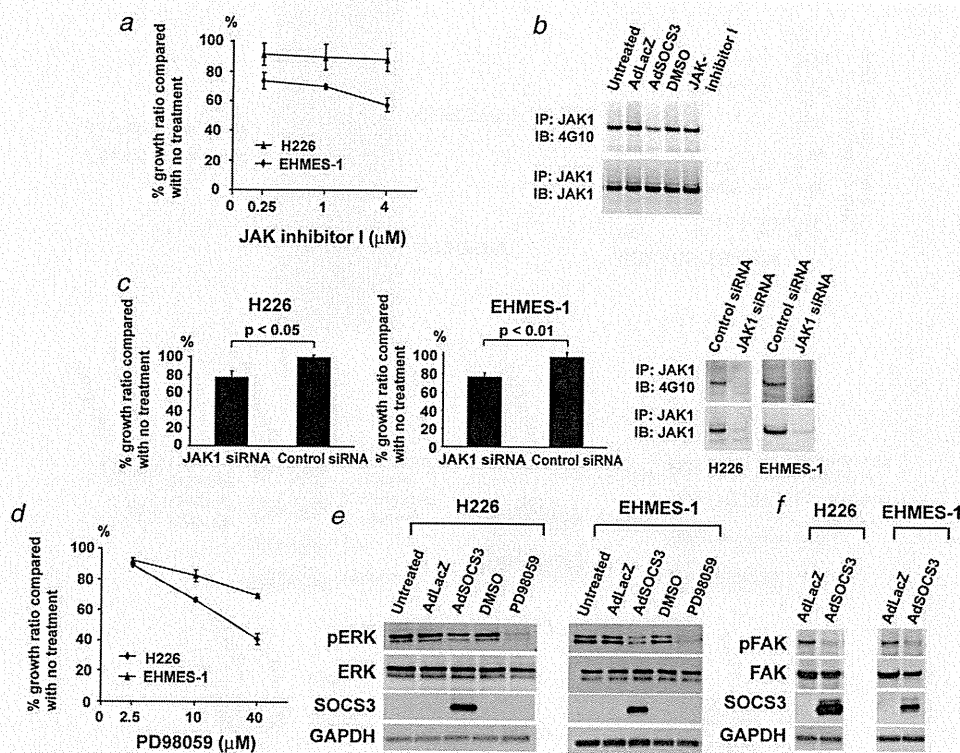 a
%
100
80
60
40
20
0
% growth ratio compared
with no treatment
H226
EHMES-1
0 0.25 1 4
JAK inhibitor I (μM)
b
Untreated
AdLacZ
AdSOCS3
DMSO
JAK-
inhibitor I
IP: JAK1
IB: 4G10
IP: JAK1
IB: JAK1
c
H226
p < 0.05
%
100
80
60
40
20
0
% growth ratio compared
with no treatment
JAK1 siRNA Control siRNA
EHMES-1
p < 0.01
%
100
80
60
40
20
0
% growth ratio compared
with no treatment
JAK1 siRNA Control siRNA
Control siRNA
JAK1 siRNA
Control siRNA
JAK1 siRNA
IP: JAK1
IB: 4G10
IP: JAK1
IB: JAK1
H226 EHMES-1
d
%
100
80
60
40
20
0
% growth ratio compared
with no treatment
H226
EHMES-1
0 2.5 10 40
PD98059 (μM)
e
H226
Untreated
AdLacZ
AdSOCS3
DMSO
PD98059
EHMES-1
Untreated
AdLacZ
AdSOCS3
DMSO
PD98059
pERK
ERK
SOCS3
GAPDH
f
H226
EHMES-1
AdLacZ
AdSOCS3
AdLacZ
AdSOCS3
pFAK
FAK
SOCS3
GAPDH